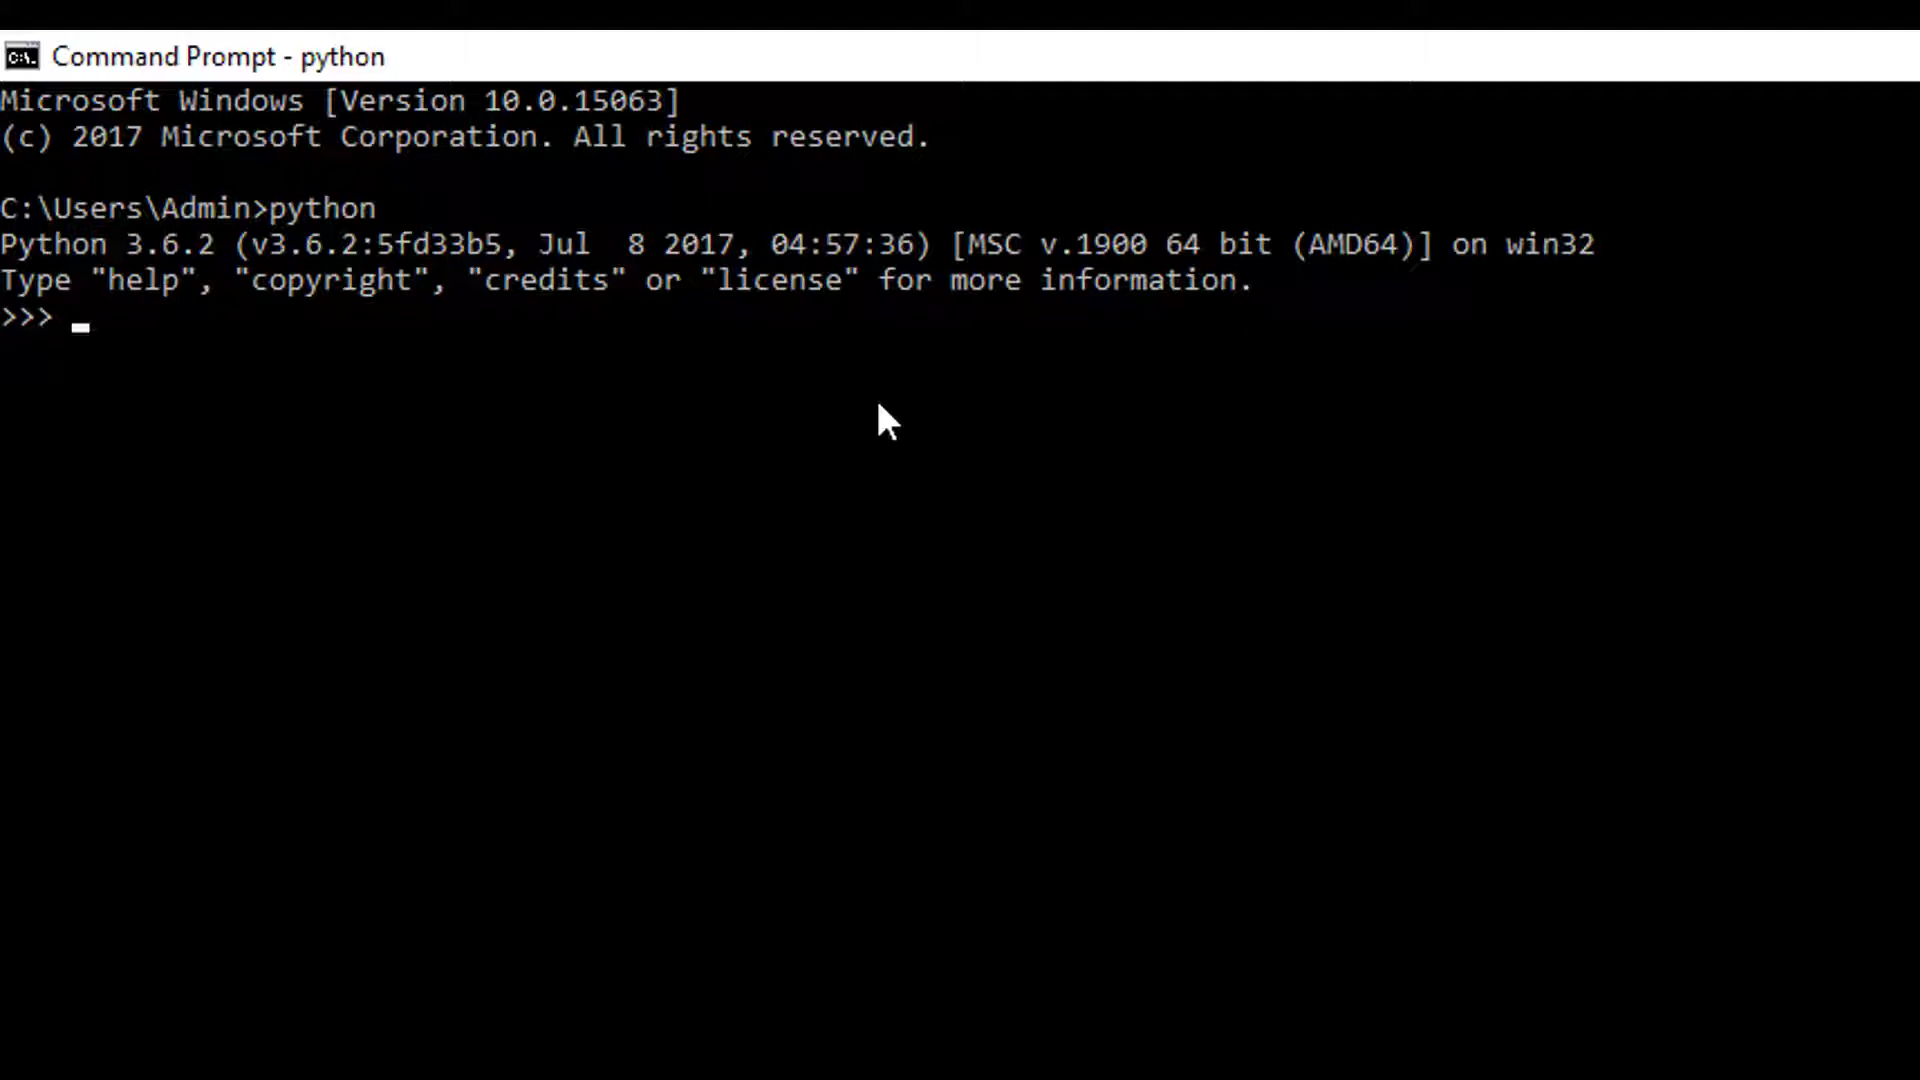 Command Prompt - python
Microsoft Windows [Version 10.0.15063]
(c) 2017 Microsoft Corporation. All rights reserved.
C:\Users\Admin>python
Python 3.6.2 (v3.6.2:5fd33b5, Jul  8 2017, 04:57:36) [MSC v.1900 64 bit (AMD64)] on win32
Type "help", "copyright", "credits" or "license" for more information.
>>>